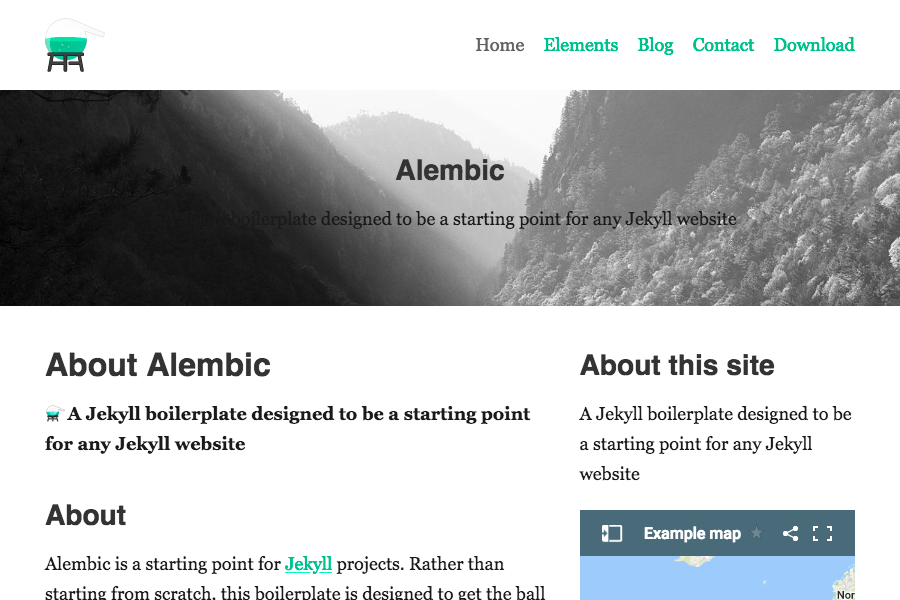 Home Elements Blog Contact Download
Alembic
boilerplate designed to be a starting point for any Jekyll website
About Alembic
A Jekyll boilerplate designed to be a starting point
for any Jekyll website
About
Alembic is a starting point for Jekyll projects. Rather than
starting from scratch, this boilerplate is designed to get the ball
About this site
A Jekyll boilerplate designed to be
a starting point for any Jekyll
website
Example map
Nor